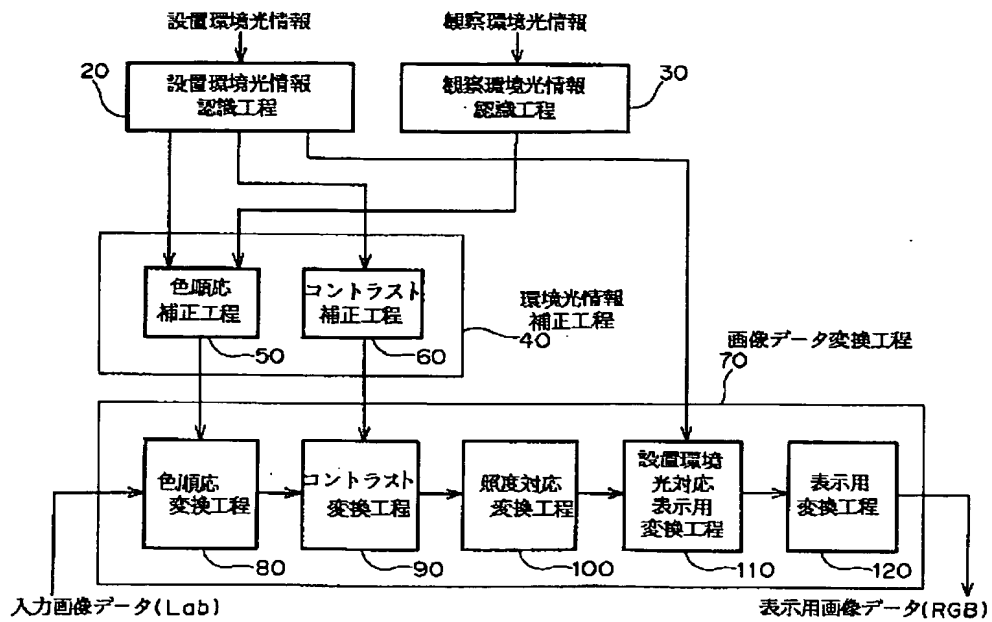 設置環境光情報
観察環境光情報
20
設置環境光情報
認識工程
観察環境光情報
認識工程
30
色順応
補正工程
コントラスト
補正工程
環境光情報
補正工程
50
60
40
画像データ変換工程
70
色順応
変換工程
コントラスト
変換工程
照度対応
変換工程
設置環境
光対応
表示用
変換工程
表示用
変換工程
80
90
100
110
120
入力画像データ(Lab)
表示用画像データ(RGB)